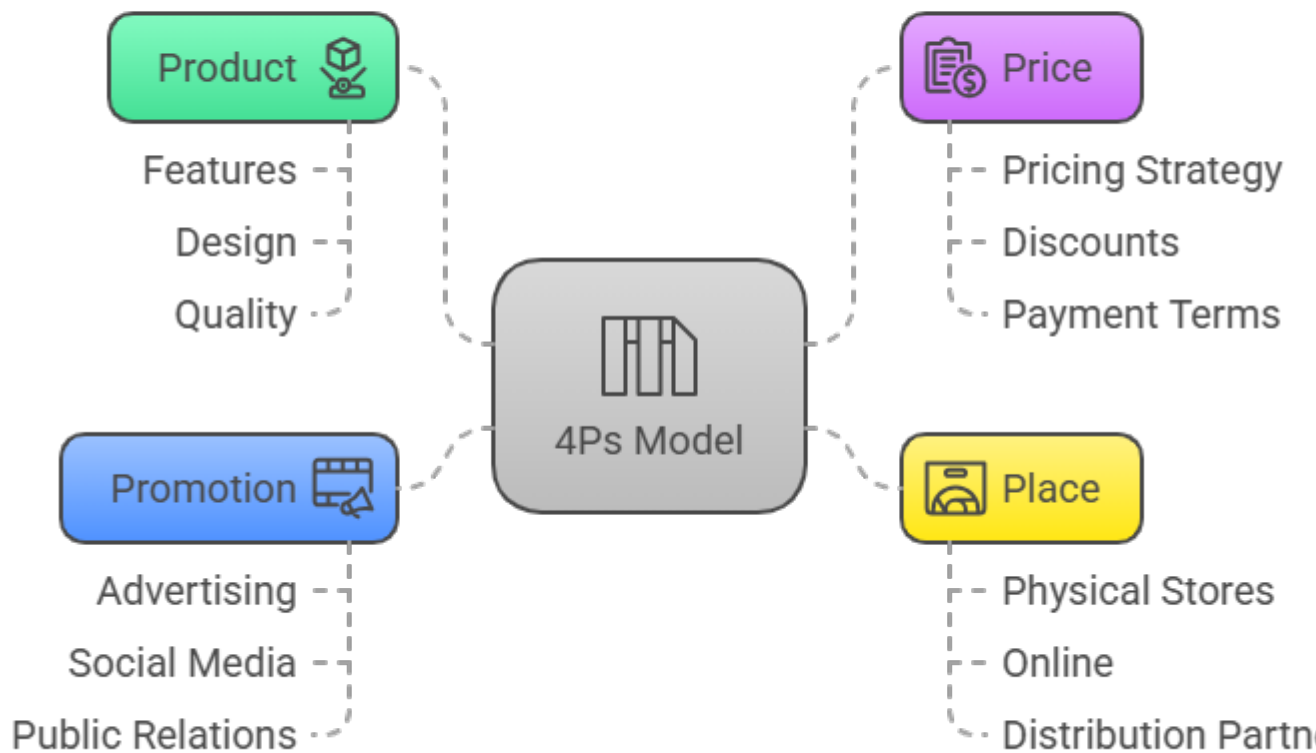 Product
Features
Design
Quality
Price
Pricing Strategy
Discounts
Payment Terms
4Ps Model
Promotion
Advertising
Social Media
Public Relations
Place
Physical Stores
Online
Distribution